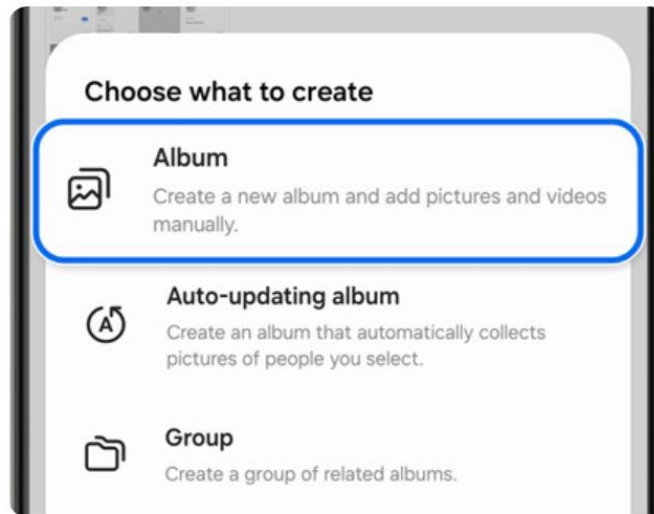 Choose what to create
Album
Create a new album and add pictures and videos
manually.
Auto-updating album
Create an album that automatically collects
pictures of people you select.
Group
Create a group of related albums.